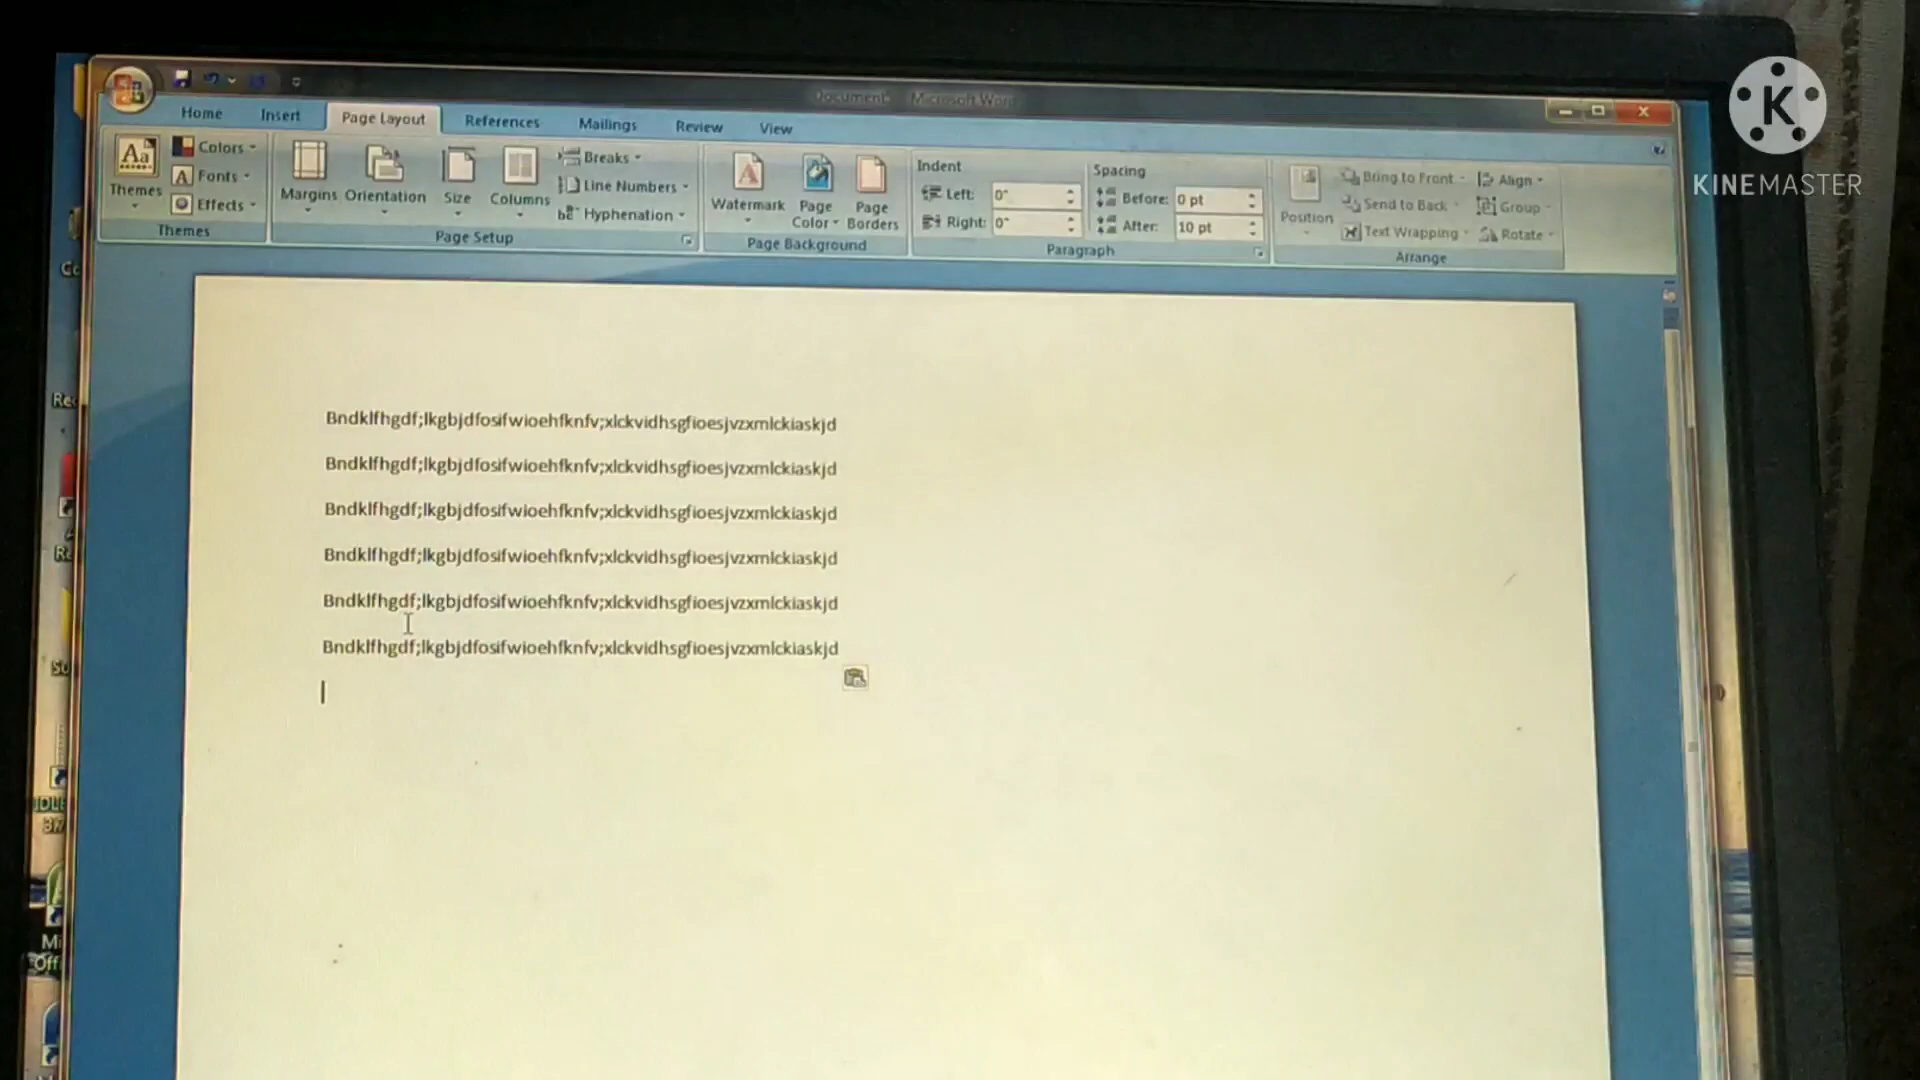 Document - Microsoft Word
Home Insert Page Layout References Mailings Review View
K
KINEMASTER
Themes
Colors
Fonts
Effects
Themes
Margins
Orientation
Size
Columns
Breaks
Line Numbers
Hyphenation
Page Setup
Watermark
Page Color
Page Borders
Page Background
Indent
Left: 0"
Right: 0"
Spacing
Before: 0 pt
After: 10 pt
Paragraph
Position
Bring to Front
Send to Back
Text Wrapping
Align
Group
Rotate
Arrange
Bndklfhgdf;lkgbjdfosifwioehfknfv;xlckvidhsgfioesjvzxmlckiaskjd
Bndklfhgdf;lkgbjdfosifwioehfknfv;xlckvidhsgfioesjvzxmlckiaskjd
Bndklfhgdf;lkgbjdfosifwioehfknfv;xlckvidhsgfioesjvzxmlckiaskjd
Bndklfhgdf;lkgbjdfosifwioehfknfv;xlckvidhsgfioesjvzxmlckiaskjd
Bndklfhgdf;lkgbjdfosifwioehfknfv;xlckvidhsgfioesjvzxmlckiaskjd
Bndklfhgdf;lkgbjdfosifwioehfknfv;xlckvidhsgfioesjvzxmlckiaskjd